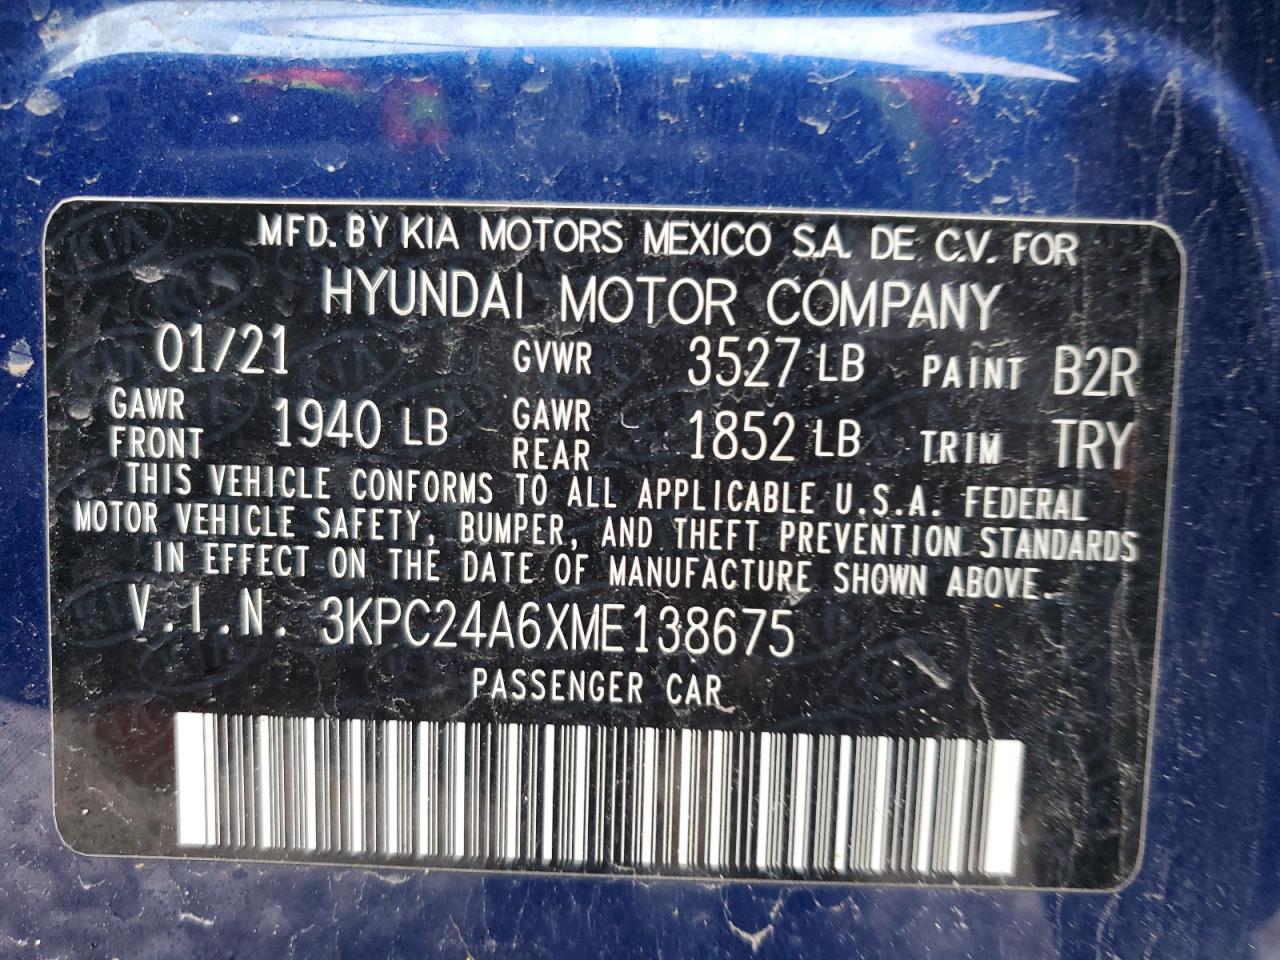 MFD. BY KIA MOTORS MEXICO S.A. DE C.V. FOR
HYUNDAI MOTOR COMPANY
01/21 GVWR 3527 LB PAINT B2R
GAWR FRONT 1940 LB GAWR REAR 1852 LB TRIM TRY
THIS VEHICLE CONFORMS TO ALL APPLICABLE U.S.A. FEDERAL
MOTOR VEHICLE SAFETY, BUMPER, AND THEFT PREVENTION STANDARDS
IN EFFECT ON THE DATE OF MANUFACTURE SHOWN ABOVE.
V.I.N. 3KPC24A6XME138675
PASSENGER CAR